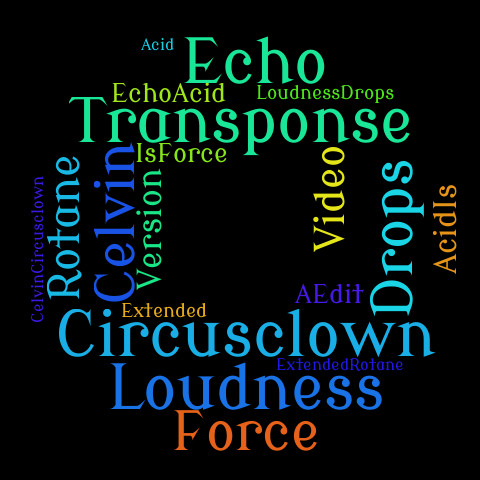 Acid
Echo
EchoAcid
LoudnessDrops
Transponse
IsForce
Celvin
Rotane
Version
Video
Drops
AcidIs
CelvinCircusclown
AEdit
Extended
Circusclown
ExtendedRotane
Loudness
Force